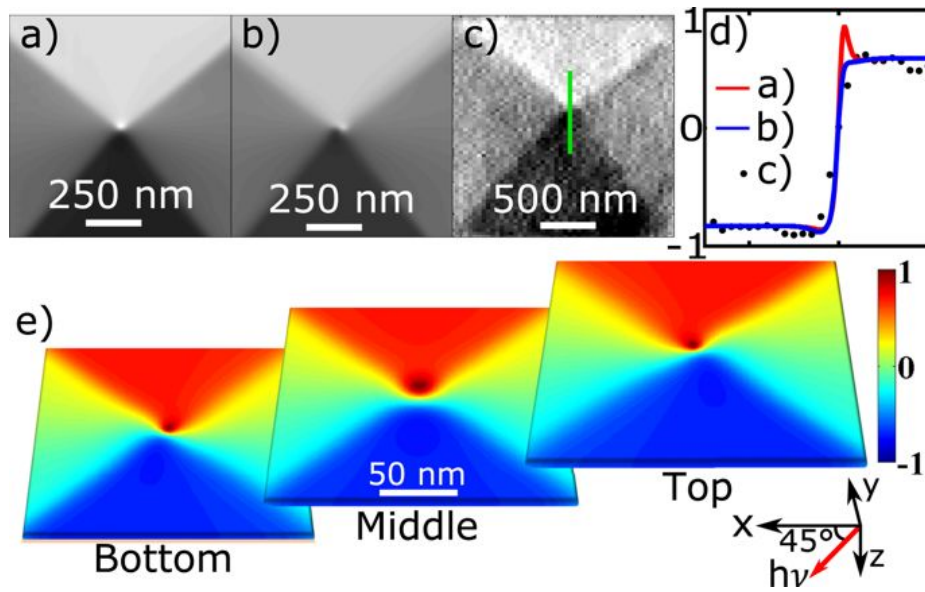 a)
250 nm
b)
250 nm
c)
500 nm
d)
1
0
-1
a)
b)
c)
e)
Bottom
50 nm
Middle
Top
1
0
-1
x
y
z
45°
hν